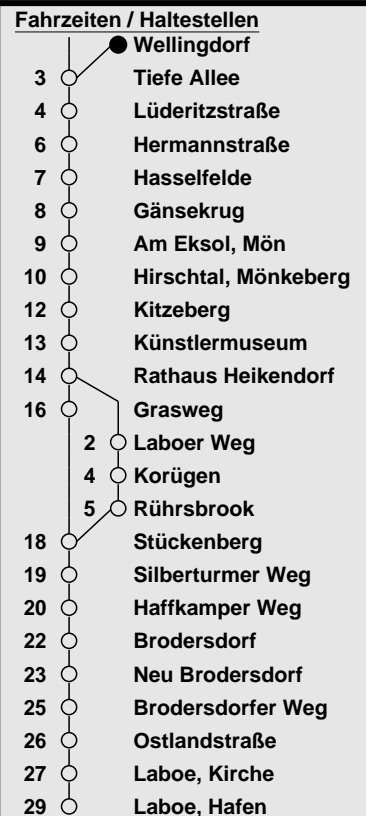 Fahrzeiten / Haltestellen
Wellingdorf
3 Tiefe Allee
4 Lüderitzstraße
6 Hermannstraße
7 Hasselfelde
8 Gänsekrug
9 Am Eksol, Mön
10 Hirschtal, Mönkeberg
12 Kitzeberg
13 Künstlermuseum
14 Rathaus Heikendorf
16 Grasweg
2 Laboer Weg
4 Korügen
5 Rührsbrook
18 Stückenberg
19 Silberturmer Weg
20 Haffkamper Weg
22 Brodersdorf
23 Neu Brodersdorf
25 Brodersdorfer Weg
26 Ostlandstraße
27 Laboe, Kirche
29 Laboe, Hafen